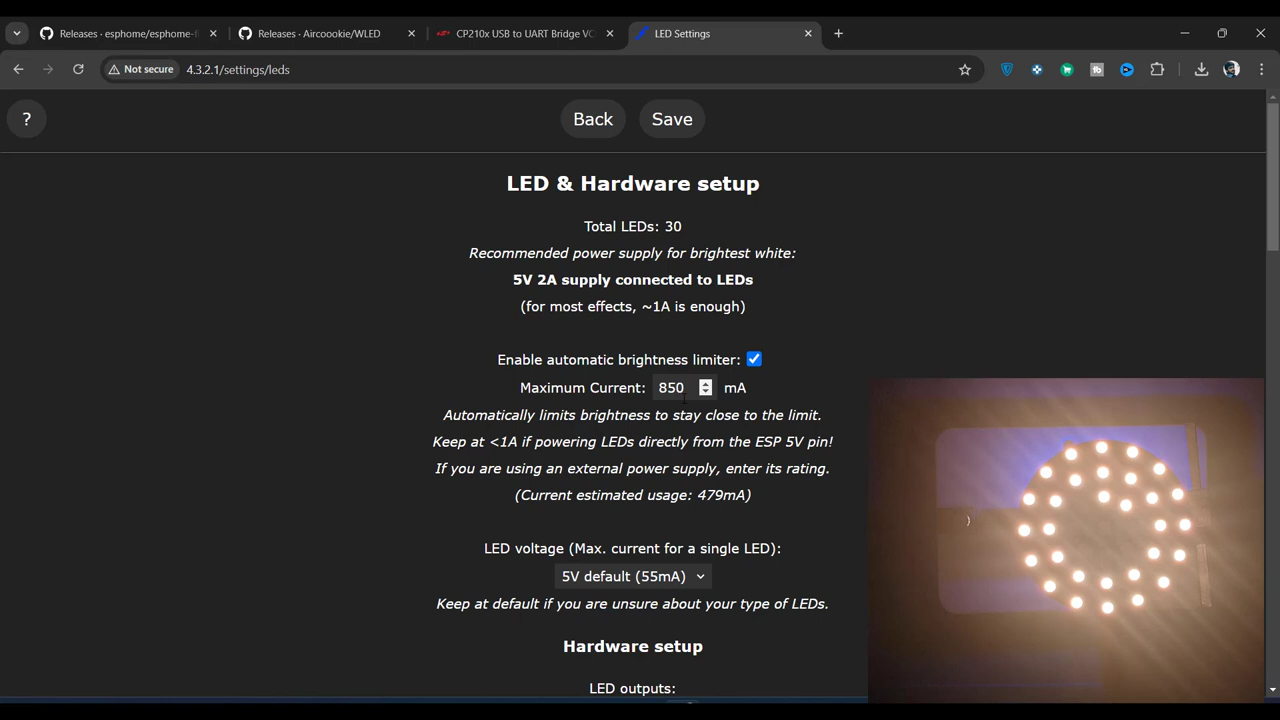 Releases · esphome/esphome-f
Releases · Aircoookie/WLED
CP210x USB to UART Bridge VC
LED Settings
Not secure
4.3.2.1/settings/leds
?
Back
Save
LED & Hardware setup
Total LEDs: 30
Recommended power supply for brightest white:
5V 2A supply connected to LEDs
(for most effects, ~1A is enough)
Enable automatic brightness limiter:
Maximum Current: 850 mA
Automatically limits brightness to stay close to the limit.
Keep at <1A if powering LEDs directly from the ESP 5V pin!
If you are using an external power supply, enter its rating.
(Current estimated usage: 479mA)
LED voltage (Max. current for a single LED):
5V default (55mA)
Keep at default if you are unsure about your type of LEDs.
Hardware setup
LED outputs: